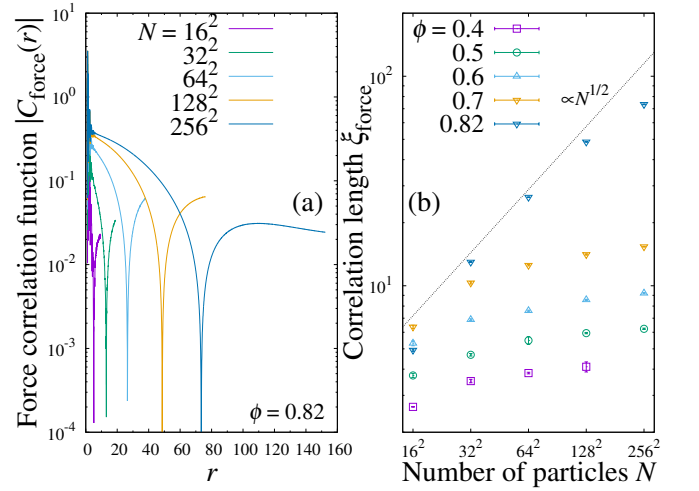 Force correlation function |C_force(r)|
10^1
10^0
10^-1
10^-2
10^-3
10^-4
N = 16^2
32^2
64^2
128^2
256^2
(a)
ϕ = 0.82
0 20 40 60 80 100 120 140 160
r
Correlation length ξ_force
10^2
10^1
ϕ = 0.4
0.5
0.6
0.7
0.82
∝N^1/2
(b)
16^2 32^2 64^2 128^2 256^2
Number of particles N